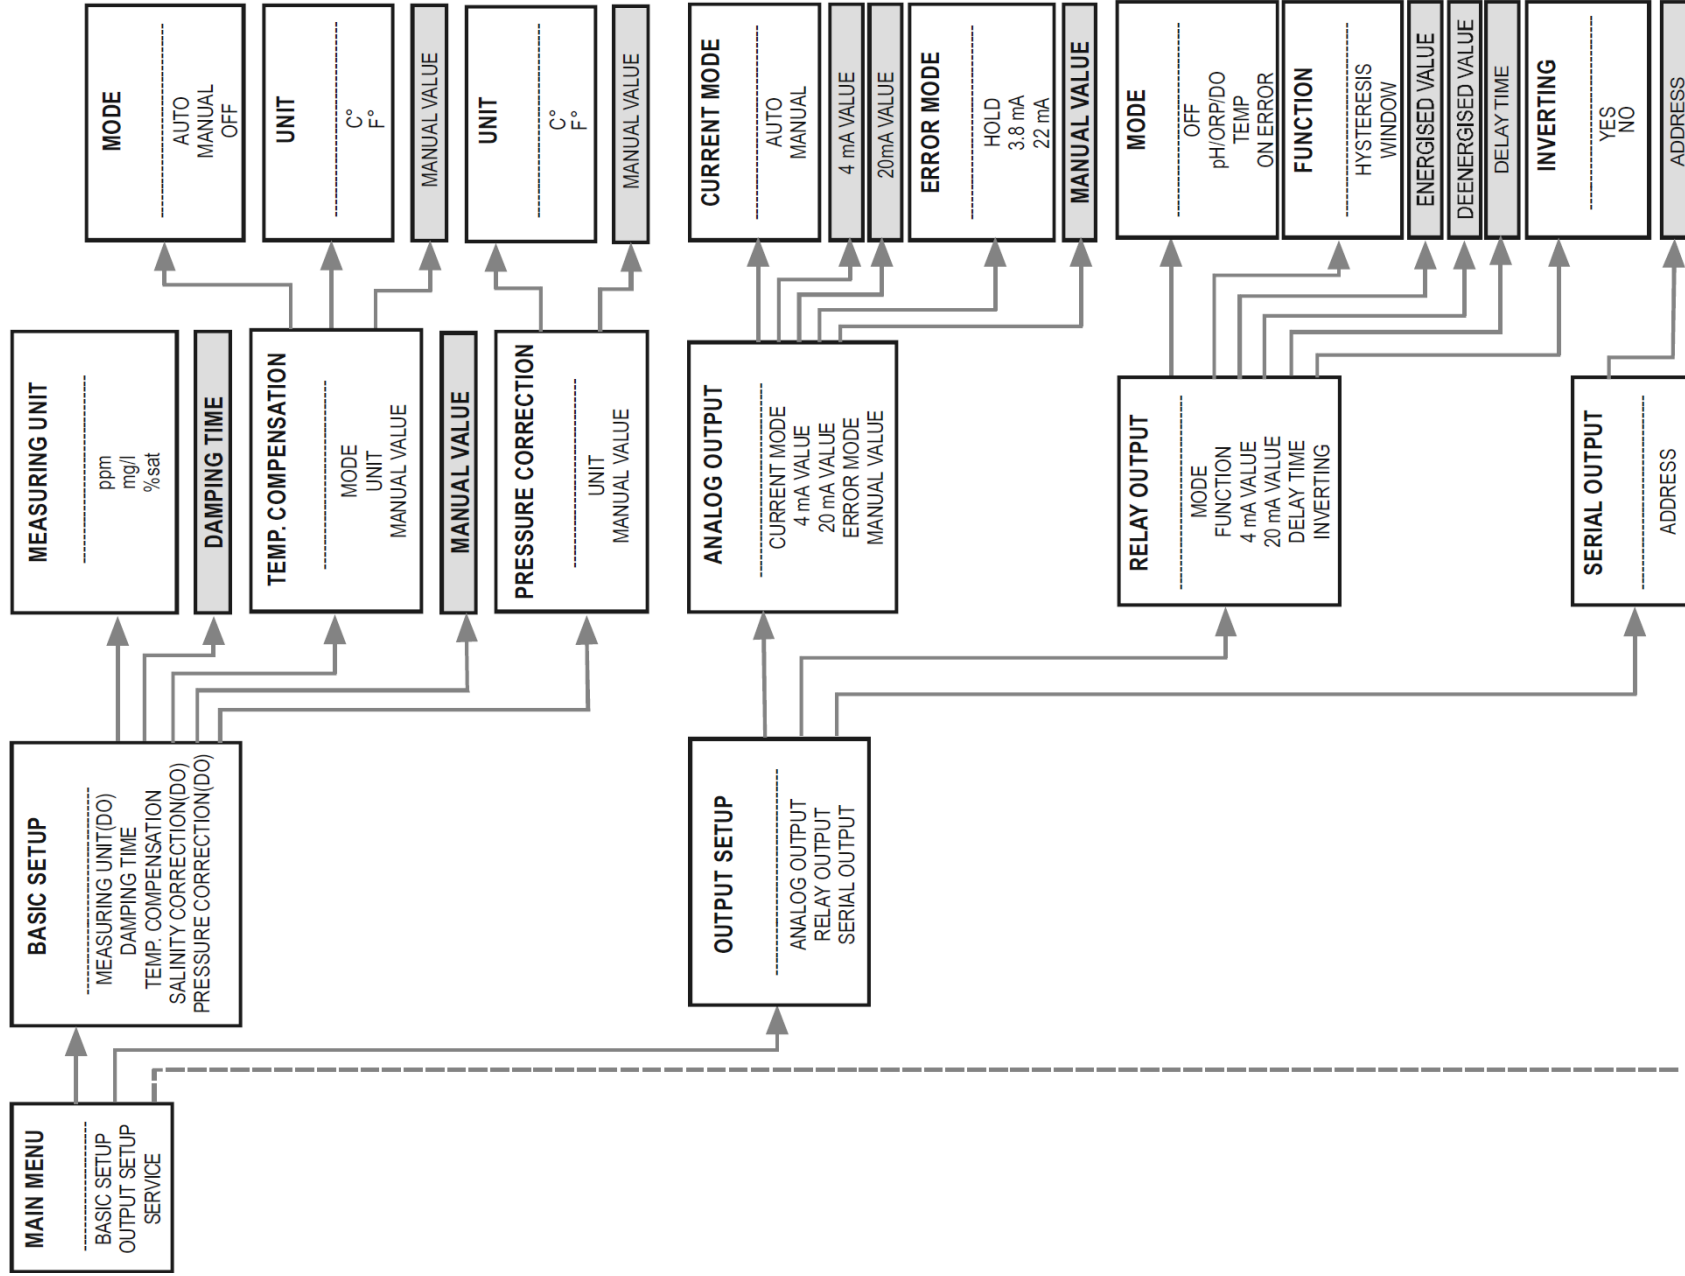 MAIN MENU
BASIC SETUP
OUTPUT SETUP
SERVICE
BASIC SETUP
MEASURING UNIT(DO)
DAMPING TIME
TEMP. COMPENSATION
SALINITY CORRECTION(DO)
PRESSURE CORRECTION(DO)
MEASURING UNIT
ppm
mg/l
%sat
DAMPING TIME
TEMP. COMPENSATION
MODE
UNIT
MANUAL VALUE
MODE
AUTO
MANUAL
OFF
UNIT
C°
F°
MANUAL VALUE
MANUAL VALUE
PRESSURE CORRECTION
UNIT
MANUAL VALUE
UNIT
C°
F°
MANUAL VALUE
OUTPUT SETUP
ANALOG OUTPUT
RELAY OUTPUT
SERIAL OUTPUT
ANALOG OUTPUT
CURRENT MODE
4 mA VALUE
20 mA VALUE
ERROR MODE
MANUAL VALUE
CURRENT MODE
AUTO
MANUAL
4 mA VALUE
20mA VALUE
ERROR MODE
HOLD
3.8 mA
22 mA
MANUAL VALUE
RELAY OUTPUT
MODE
FUNCTION
4 mA VALUE
20 mA VALUE
DELAY TIME
INVERTING
MODE
OFF
pH/ORP/DO
TEMP
ON ERROR
FUNCTION
HYSTERESIS
WINDOW
ENERGISED VALUE
DEENERGISED VALUE
DELAY TIME
INVERTING
YES
NO
SERIAL OUTPUT
ADDRESS
ADDRESS